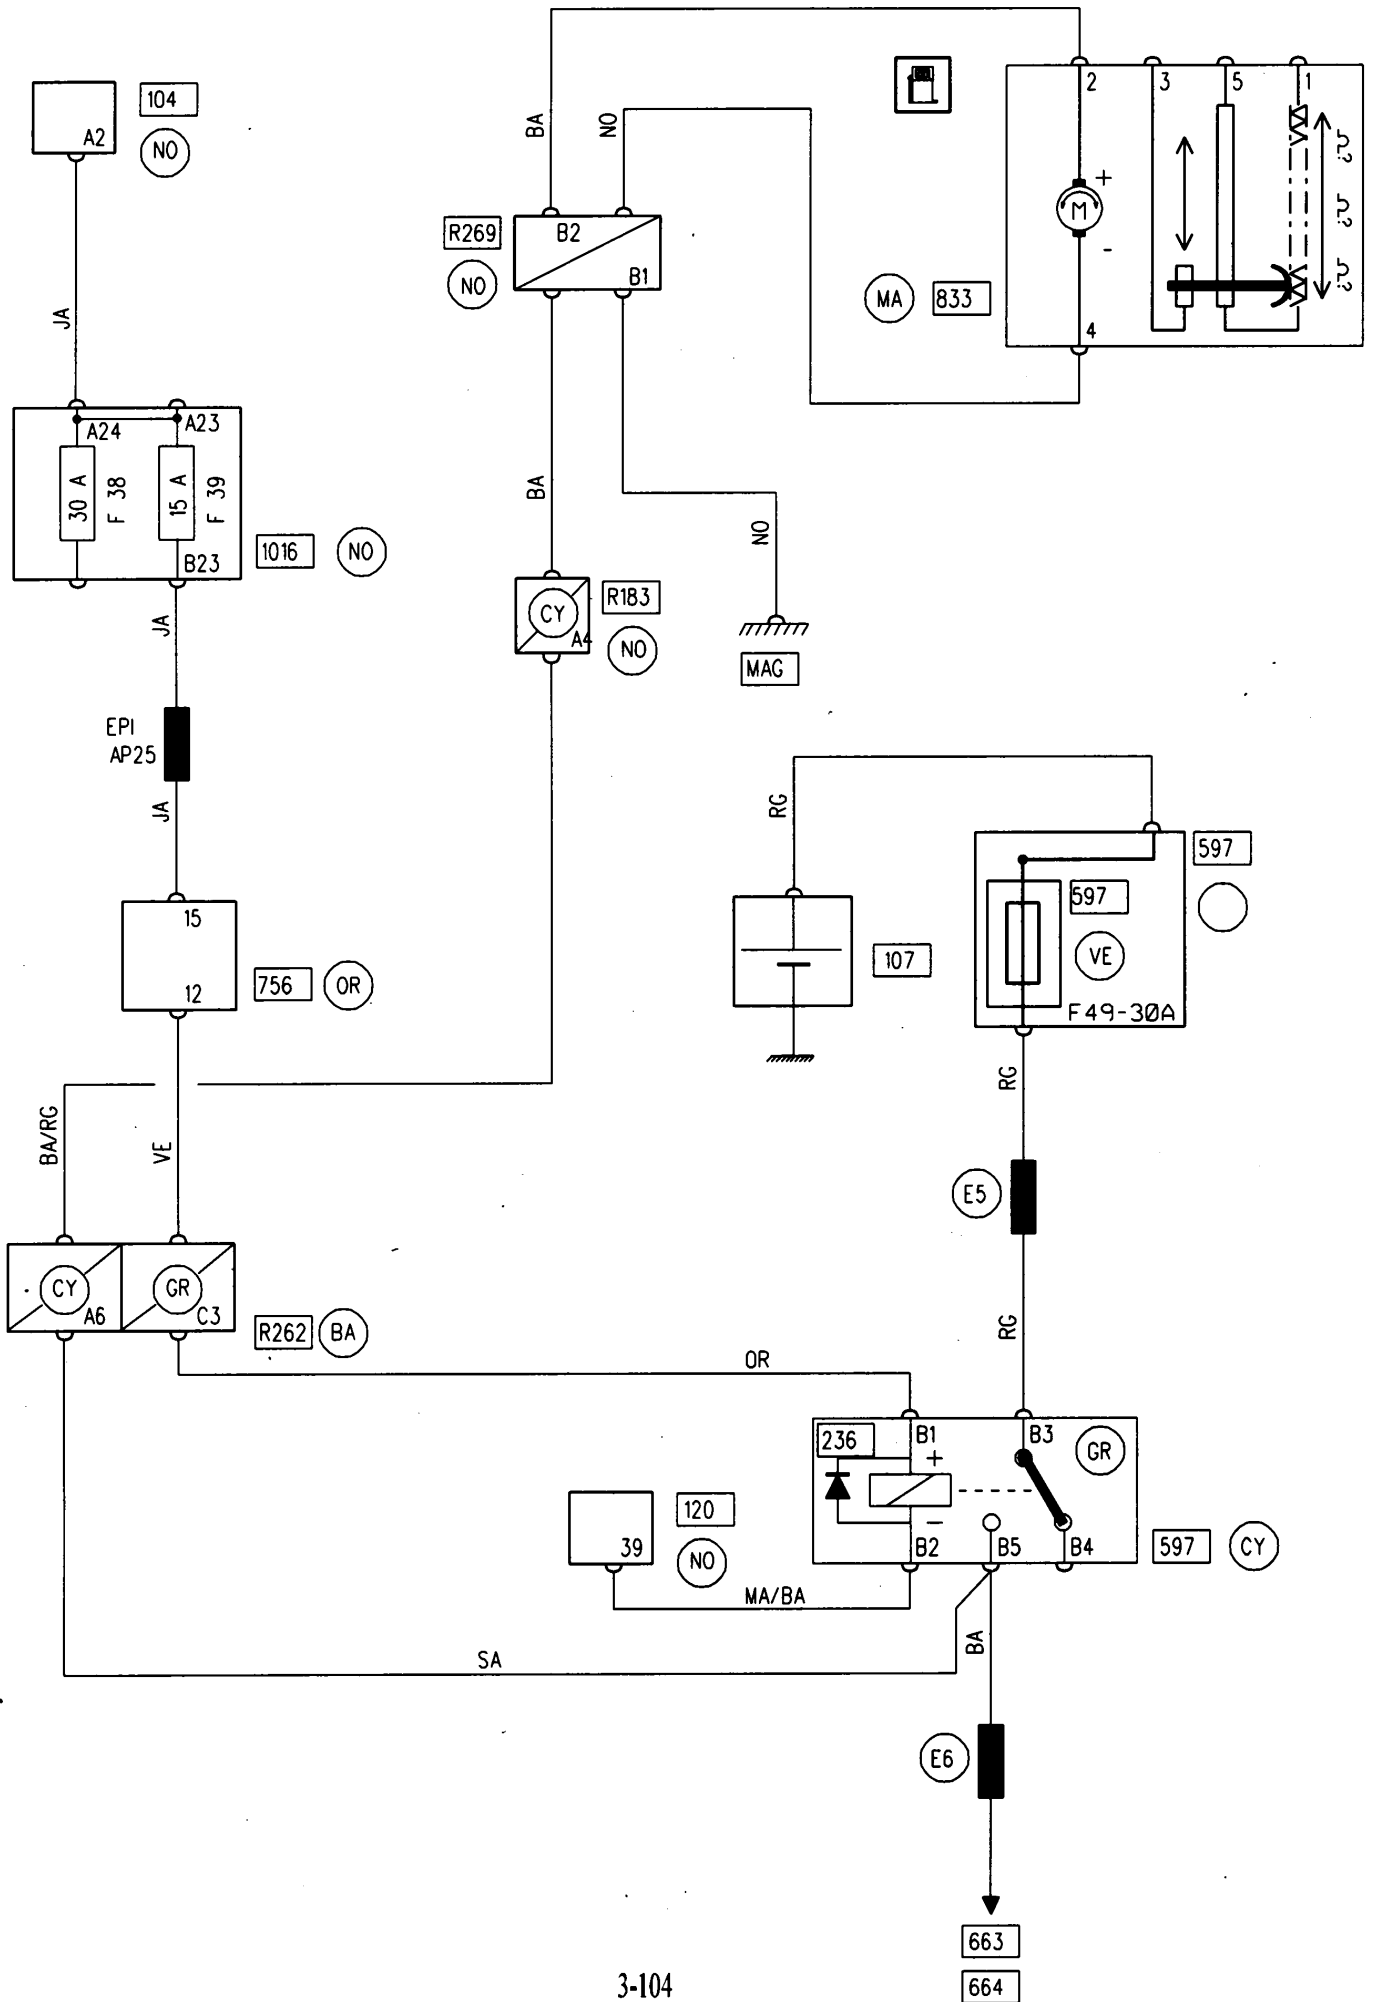 104
A2
NO
JA
A24
A23
30 A
F 38
15 A
F 39
B23
1016
NO
JA
EPI
AP25
JA
15
12
756
OR
BA/RG
VE
CY
A6
GR
C3
R262
BA
BA
NO
R269
NO
B2
B1
BA
NO
CY
A4
R183
NO
MAG
2
3
5
1
M
+
-
4
MA
833
RG
107
597
597
VE
F49-30A
RG
E5
RG
OR
236
B1
+
-
B2
B3
GR
B5
B4
597
CY
120
39
NO
MA/BA
SA
BA
E6
663
664
3-104